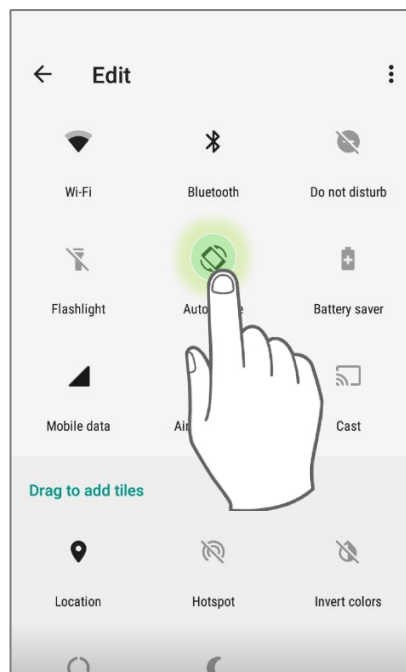 Edit
Wi-Fi
Bluetooth
Do not disturb
Flashlight
Battery saver
Mobile data
Cast
Drag to add tiles
Location
Hotspot
Invert colors